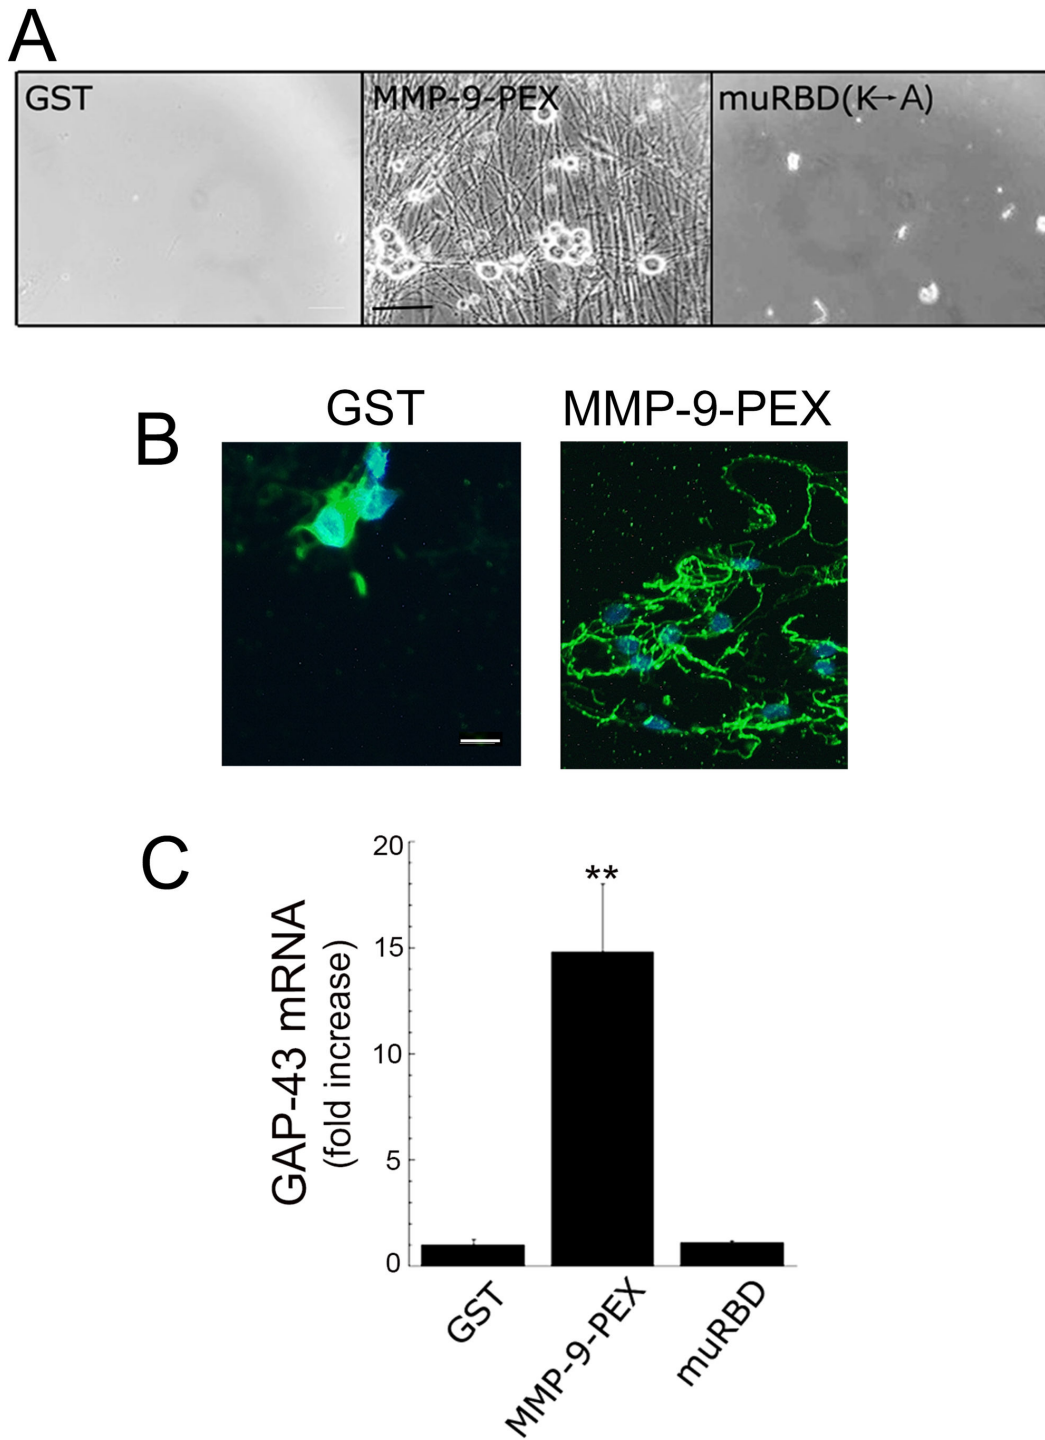 A
GST
MMP-9-PEX
muRBD(K→A)
B
GST
MMP-9-PEX
C
GAP-43 mRNA
(fold increase)
20
15
10
5
0
**
GST
MMP-9-PEX
muRBD